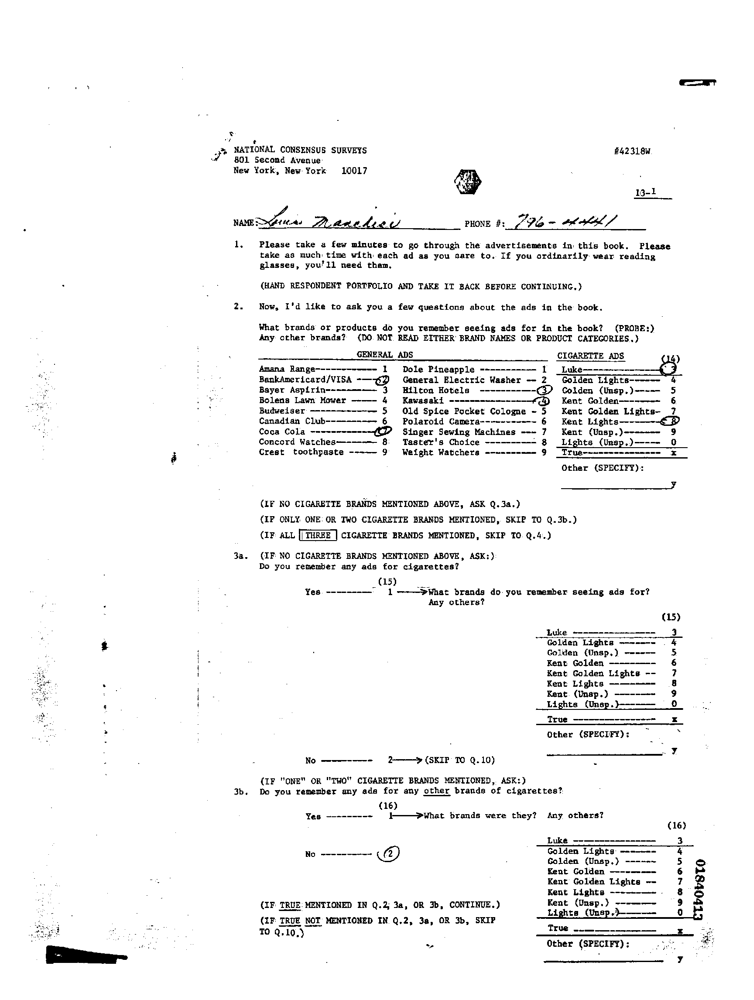 NATIONAL CONSENSUS SURVEYS #42318W
801 Second Avenue
New York, New York 10017
13-1
NAME: Louis PHONE #: 796-4441
1. Please take a few minutes to go through the advertisements in this book. Please
take as much time with each ad as you care to. If you ordinarily wear reading
glasses, you'll need them.
(HAND RESPONDENT PORTFOLIO AND TAKE IT BACK BEFORE CONTINUING.)
2. Now, I'd like to ask you a few questions about the ads in the book.
What brands or products do you remember seeing ads for in the book? (PROBE:)
Any other brands? (DO NOT READ EITHER BRAND NAMES OR PRODUCT CATEGORIES.)
GENERAL ADS CIGARETTE ADS (14)
Amana Range------------ 1 Dole Pineapple ---------- 1 Luke---------------- 3
BankAmericard/VISA --- 2 General Electric Washer -- 2 Golden Lights------ 4
Bayer Aspirin---------- 3 Hilton Hotels ---------- 3 Golden (Unsp.)----- 5
Bolens Lawn Mower ----- 4 Kawasaki ---------------- 4 Kent Golden-------- 6
Budweiser ------------- 5 Old Spice Pocket Cologne - 5 Kent Golden Lights- 7
Canadian Club---------- 6 Polaroid Camera----------- 6 Kent Lights-------- 8
Coca Cola ------------- 7 Singer Sewing Machines --- 7 Kent (Unsp.)------- 9
Concord Watches-------- 8 Taster's Choice ---------- 8 Lights (Unsp.)----- 0
Crest toothpaste ----- 9 Weight Watchers ---------- 9 True--------------- x
Other (SPECIFY):
y
(IF NO CIGARETTE BRANDS MENTIONED ABOVE, ASK Q.3a.)
(IF ONLY ONE OR TWO CIGARETTE BRANDS MENTIONED, SKIP TO Q.3b.)
(IF ALL THREE CIGARETTE BRANDS MENTIONED, SKIP TO Q.4.)
3a. (IF NO CIGARETTE BRANDS MENTIONED ABOVE, ASK:)
Do you remember any ads for cigarettes?
(15)
Yes --------- 1 ---->What brands do you remember seeing ads for?
Any others?
(15)
Luke ---------------- 3
Golden Lights ------- 4
Golden (Unsp.) ------ 5
Kent Golden -------- 6
Kent Golden Lights -- 7
Kent Lights --------- 8
Kent (Unsp.) -------- 9
Lights (Unsp.)------- 0
True ---------------- x
Other (SPECIFY):
y
No ---------- 2----> (SKIP TO Q.10)
(IF "ONE" OR "TWO" CIGARETTE BRANDS MENTIONED, ASK:)
3b. Do you remember any ads for any other brands of cigarettes?
(16)
Yes --------- 1---->What brands were they? Any others?
(16)
Luke ---------------- 3
No ---------- 2 Golden Lights ------- 4
Golden (Unsp.) ------ 5
Kent Golden --------- 6
Kent Golden Lights -- 7
Kent Lights --------- 8
(IF TRUE MENTIONED IN Q.2, 3a, OR 3b, CONTINUE.) Kent (Unsp.) -------- 9
(IF TRUE NOT MENTIONED IN Q.2, 3a, OR 3b, SKIP Lights (Unsp.)------- 0
TO Q.10.) True ---------------- x
Other (SPECIFY):
y
01840413